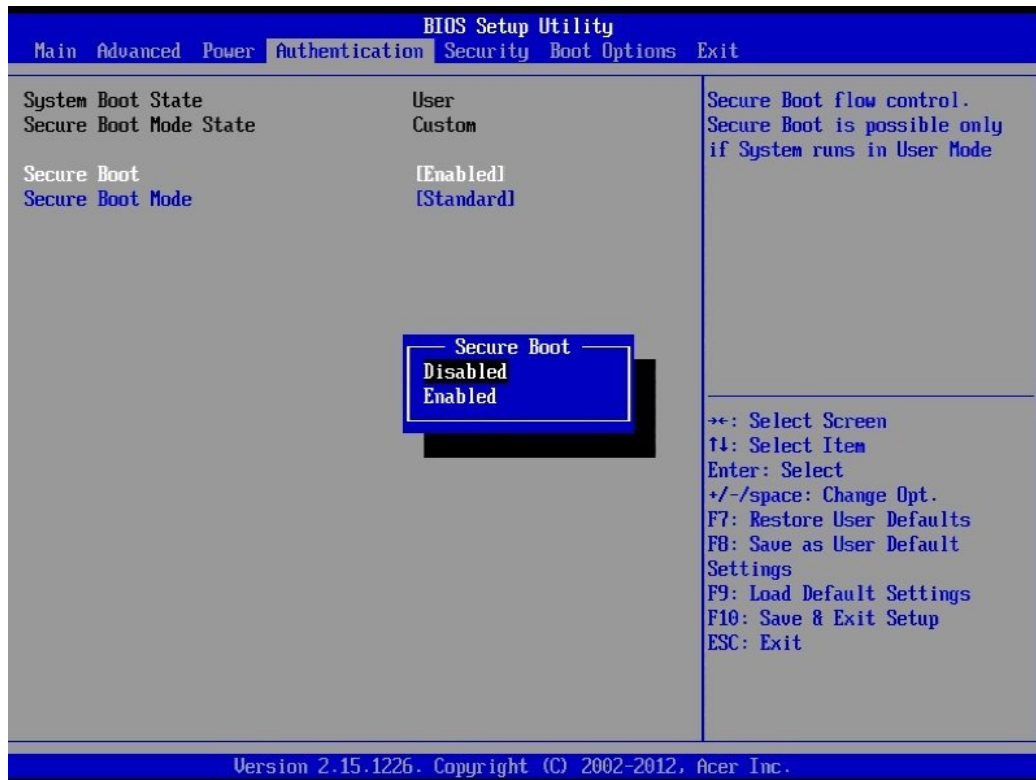 BIOS Setup Utility
Main Advanced Power Authentication Security Boot Options Exit
System Boot State User
Secure Boot Mode State Custom
Secure Boot [Enabled]
Secure Boot Mode [Standard]
Secure Boot
Disabled
Enabled
Secure Boot flow control.
Secure Boot is possible only
if System runs in User Mode
→←: Select Screen
↑↓: Select Item
Enter: Select
+/-/space: Change Opt.
F7: Restore User Defaults
F8: Save as User Default
Settings
F9: Load Default Settings
F10: Save & Exit Setup
ESC: Exit
Version 2.15.1226. Copyright (C) 2002-2012, Acer Inc.